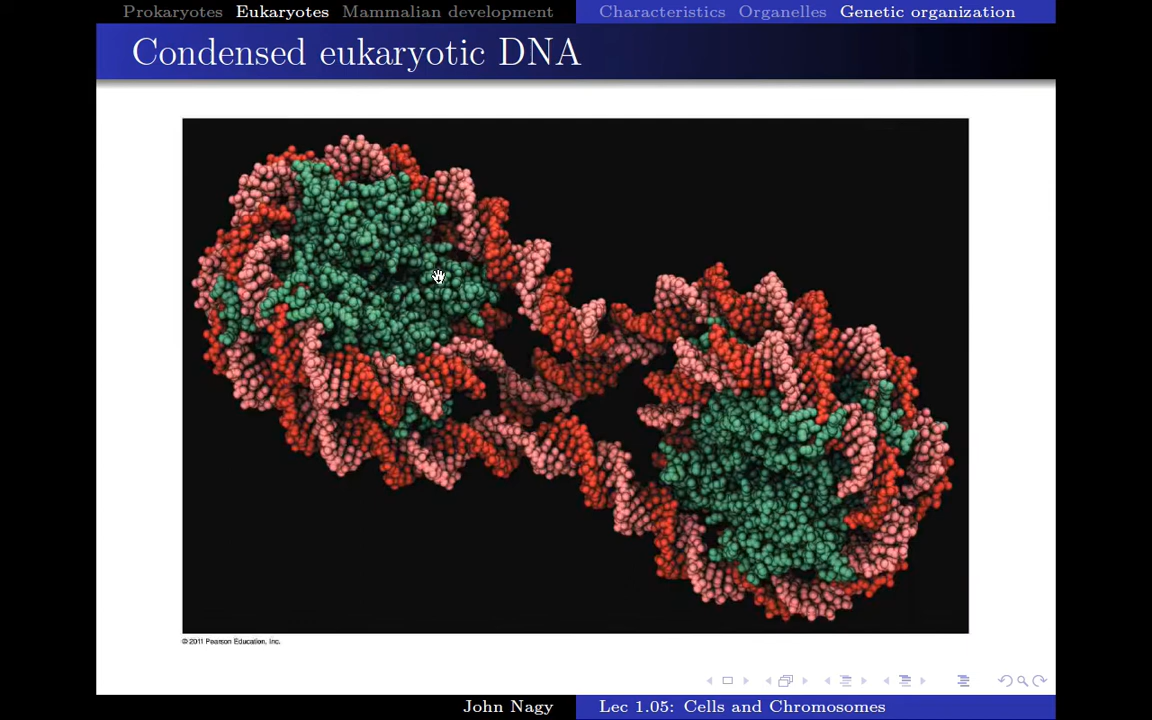 Prokaryotes Eukaryotes Mammalian development Characteristics Organelles Genetic organization
Condensed eukaryotic DNA
© 2011 Pearson Education, Inc.
John Nagy Lec 1.05: Cells and Chromosomes